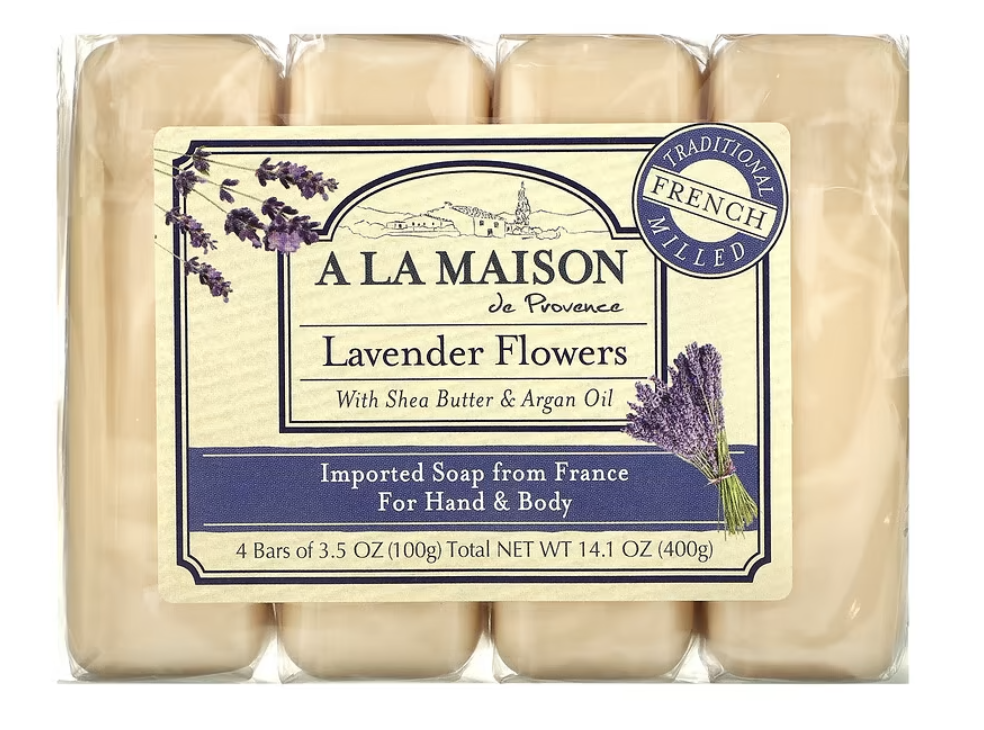 TRADITIONAL
FRENCH
MILLED
A LA MAISON
de Provence
Lavender Flowers
With Shea Butter & Argan Oil
Imported Soap from France
For Hand & Body
4 Bars of 3.5 OZ (100g) Total NET WT 14.1 OZ (400g)